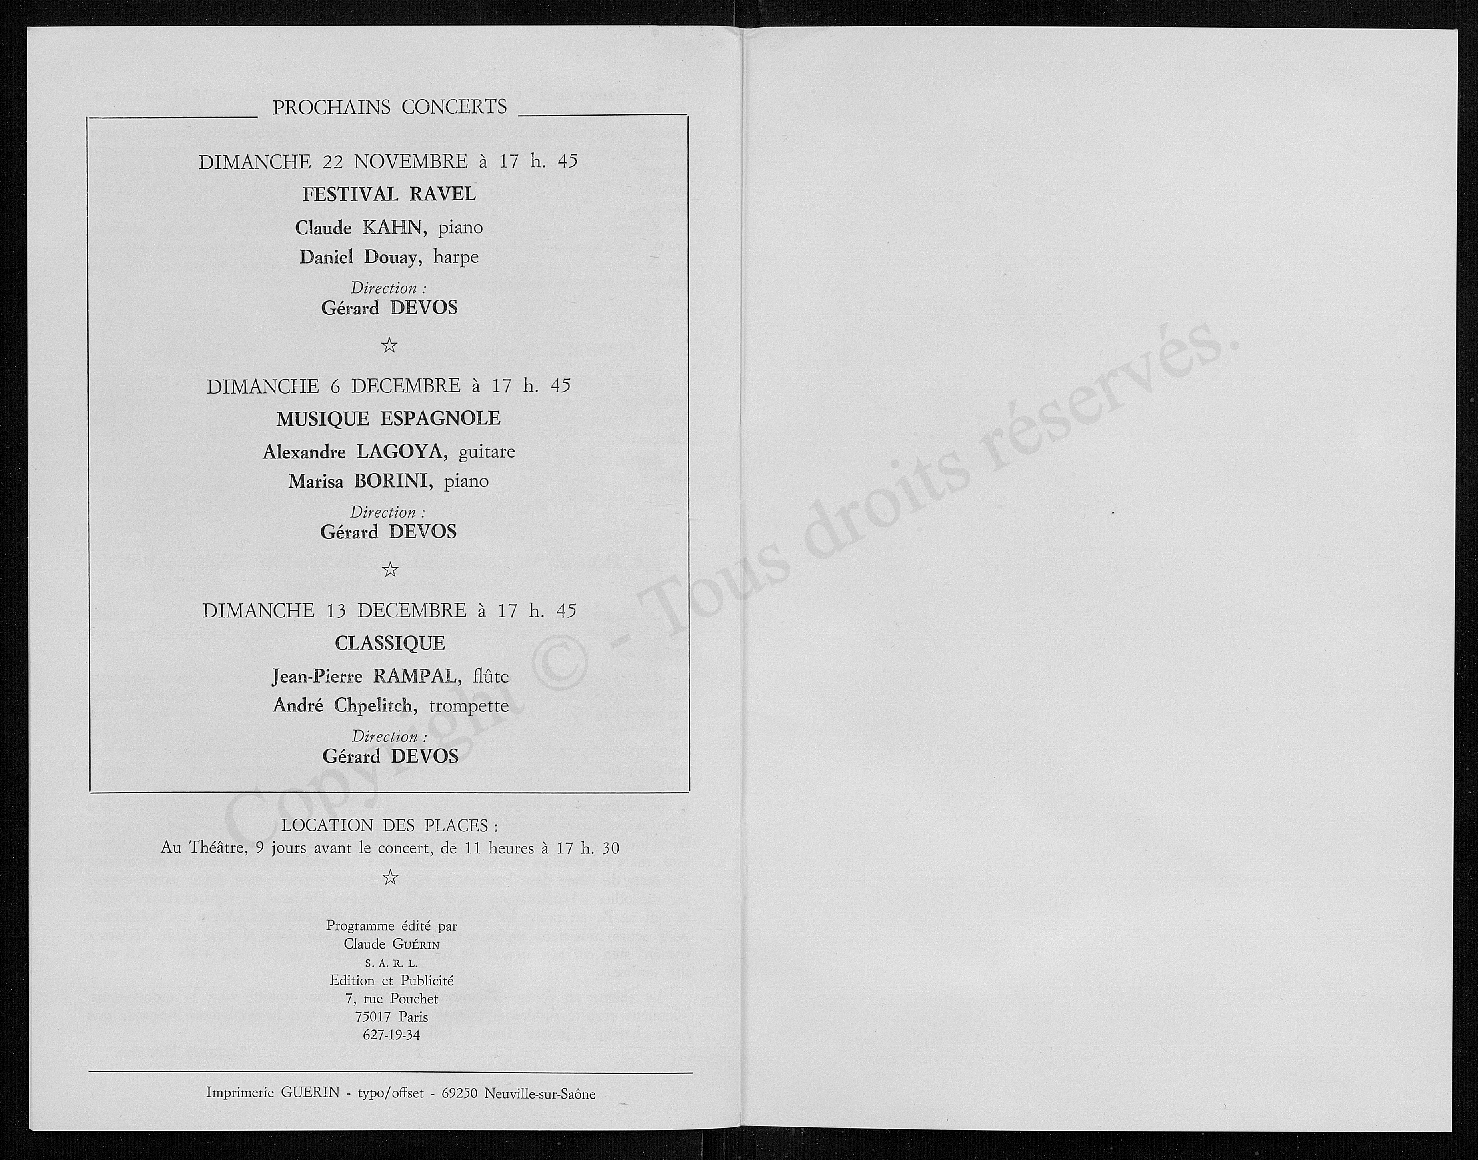 PROCHAINS CONCERTS
DIMANCHE 22 NOVEMBRE à 17 h. 45
FESTIVAL RAVEL
Claude KAHN, piano
Daniel Douay, harpe
Direction :
Gérard DEVOS
☆
DIMANCHE 6 DECEMBRE à 17 h. 45
MUSIQUE ESPAGNOLE
Alexandre LAGOYA, guitare
Marisa BORINI, piano
Direction :
Gérard DEVOS
☆
DIMANCHE 13 DECEMBRE à 17 h. 45
CLASSIQUE
Jean-Pierre RAMPAL, flûte
André Chpelitch, trompette
Direction :
Gérard DEVOS
LOCATION DES PLACES :
Au Théâtre, 9 jours avant le concert, de 11 heures à 17 h. 30
☆
Programme édité par
Claude GUÉRIN
S. A. R. L.
Edition et Publicité
7, rue Pouchet
75017 Paris
627-19-34
Imprimerie GUERIN - typo/offset - 69250 Neuville-sur-Saône
Copyright © - Tous droits réservés.